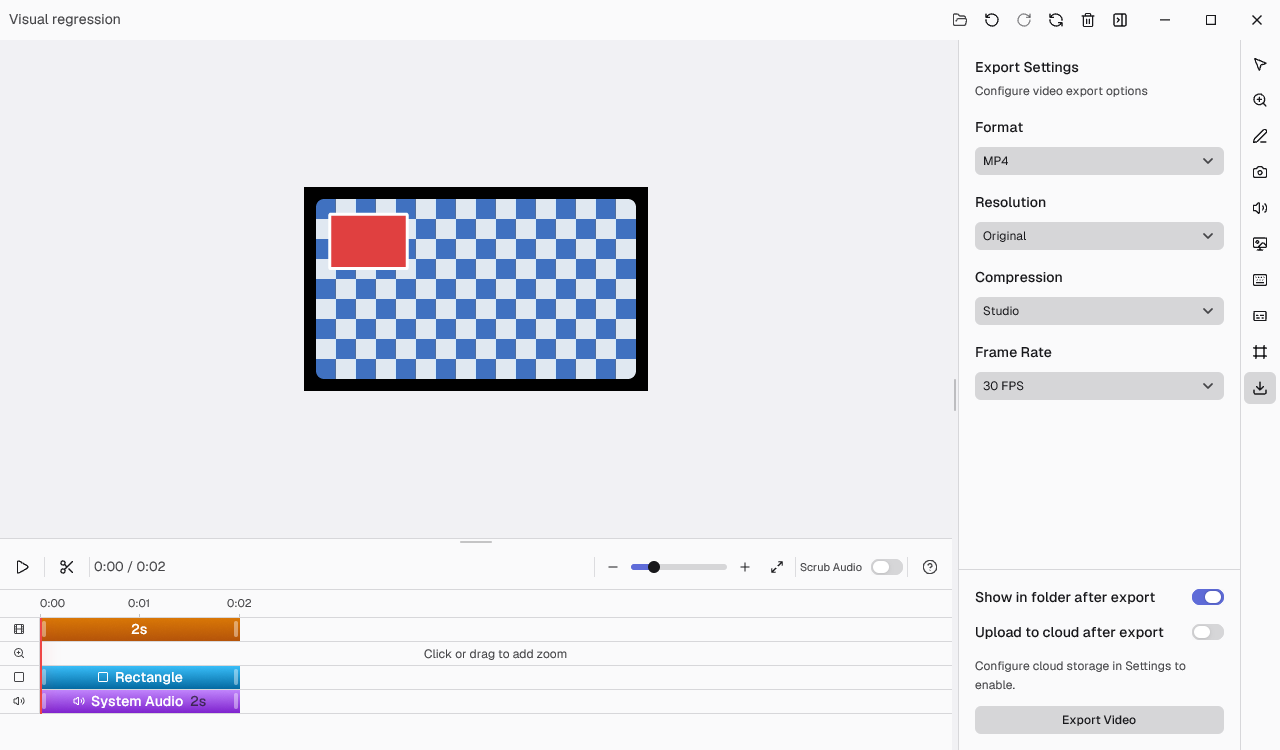 Visual regression
Export Settings
Configure video export options
Format
MP4
Resolution
Original
Compression
Studio
Frame Rate
30 FPS
0:00 / 0:02
Scrub Audio
0:00 0:01 0:02
2s
Click or drag to add zoom
Rectangle
System Audio 2s
Show in folder after export
Upload to cloud after export
Configure cloud storage in Settings to
enable.
Export Video